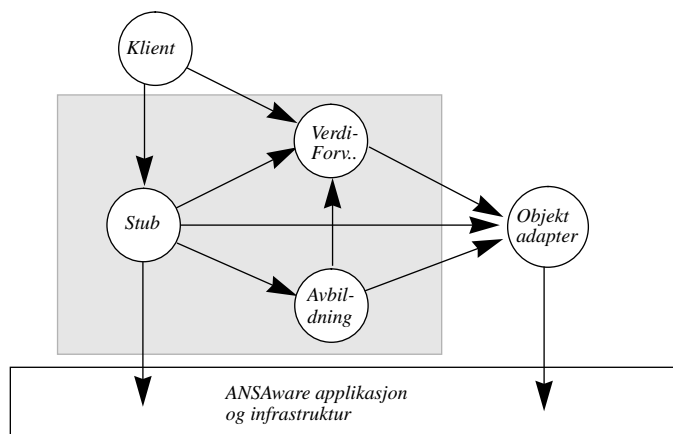 Klient
Verdi-
Forv..
Stub
Objekt
adapter
Avbil-
dning
ANSAware applikasjon
og infrastruktur